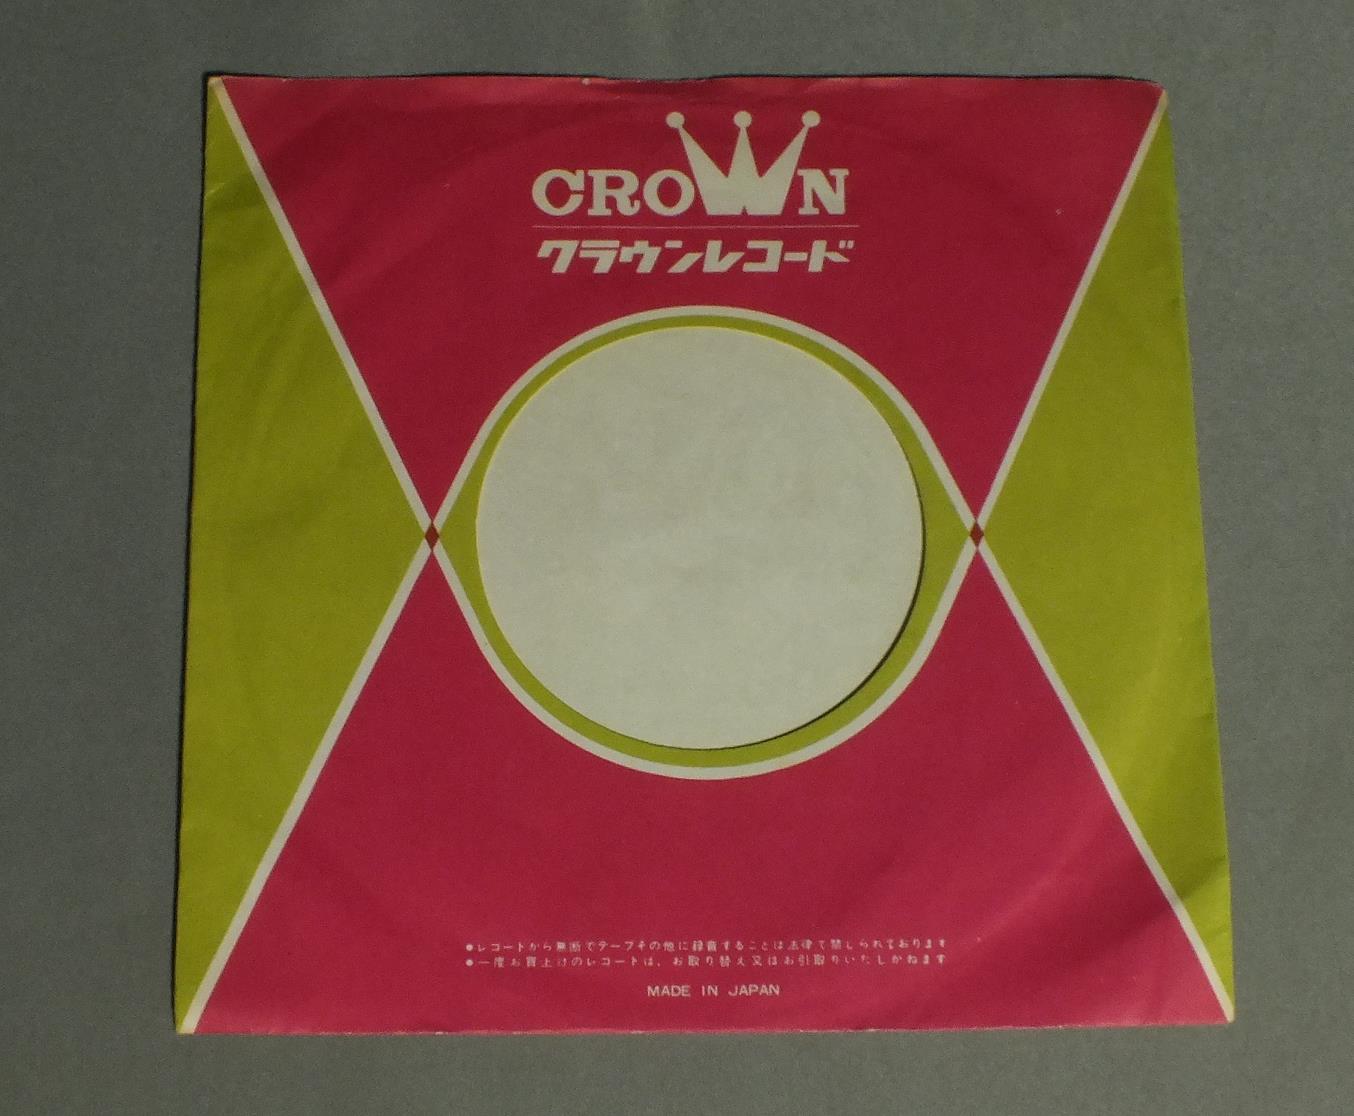 CROWN
クラウンレコード
●レコードから無断でテープその他に録音することは法律で禁じられております
●一度お買上げのレコードは、お取り替え又はお引取りいたしかねます
MADE IN JAPAN